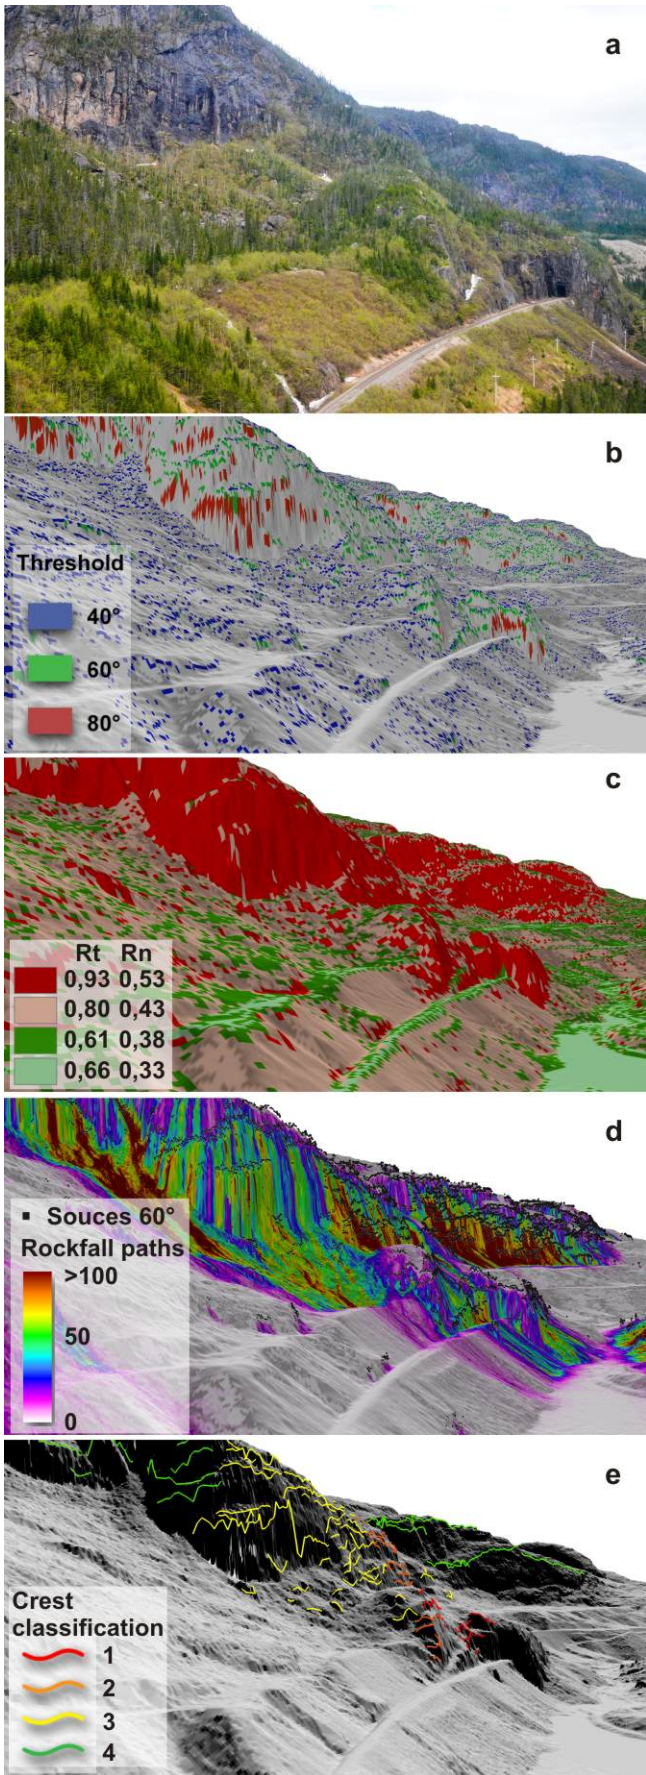 a
b
Threshold
40°
60°
80°
c
Rt Rn
0,93 0,53
0,80 0,43
0,61 0,38
0,66 0,33
d
Souces 60°
Rockfall paths
>100
50
0
e
Crest
classification
1
2
3
4